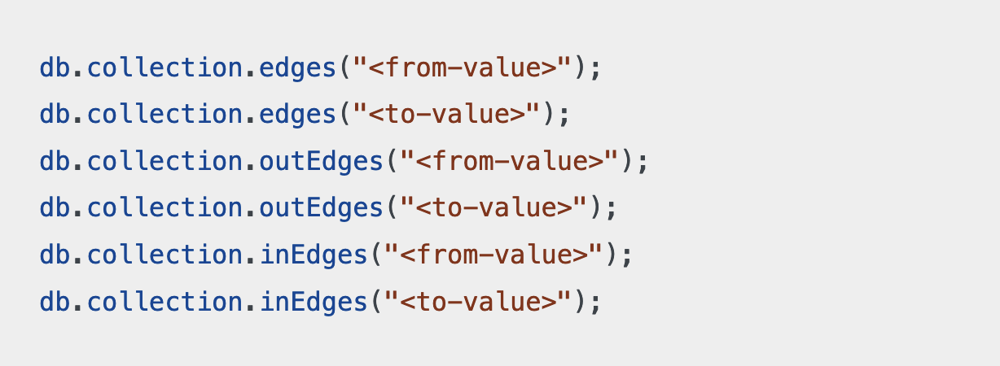 db.collection.edges("<from-value>");
db.collection.edges("<to-value>");
db.collection.outEdges("<from-value>");
db.collection.outEdges("<to-value>");
db.collection.inEdges("<from-value>");
db.collection.inEdges("<to-value>");